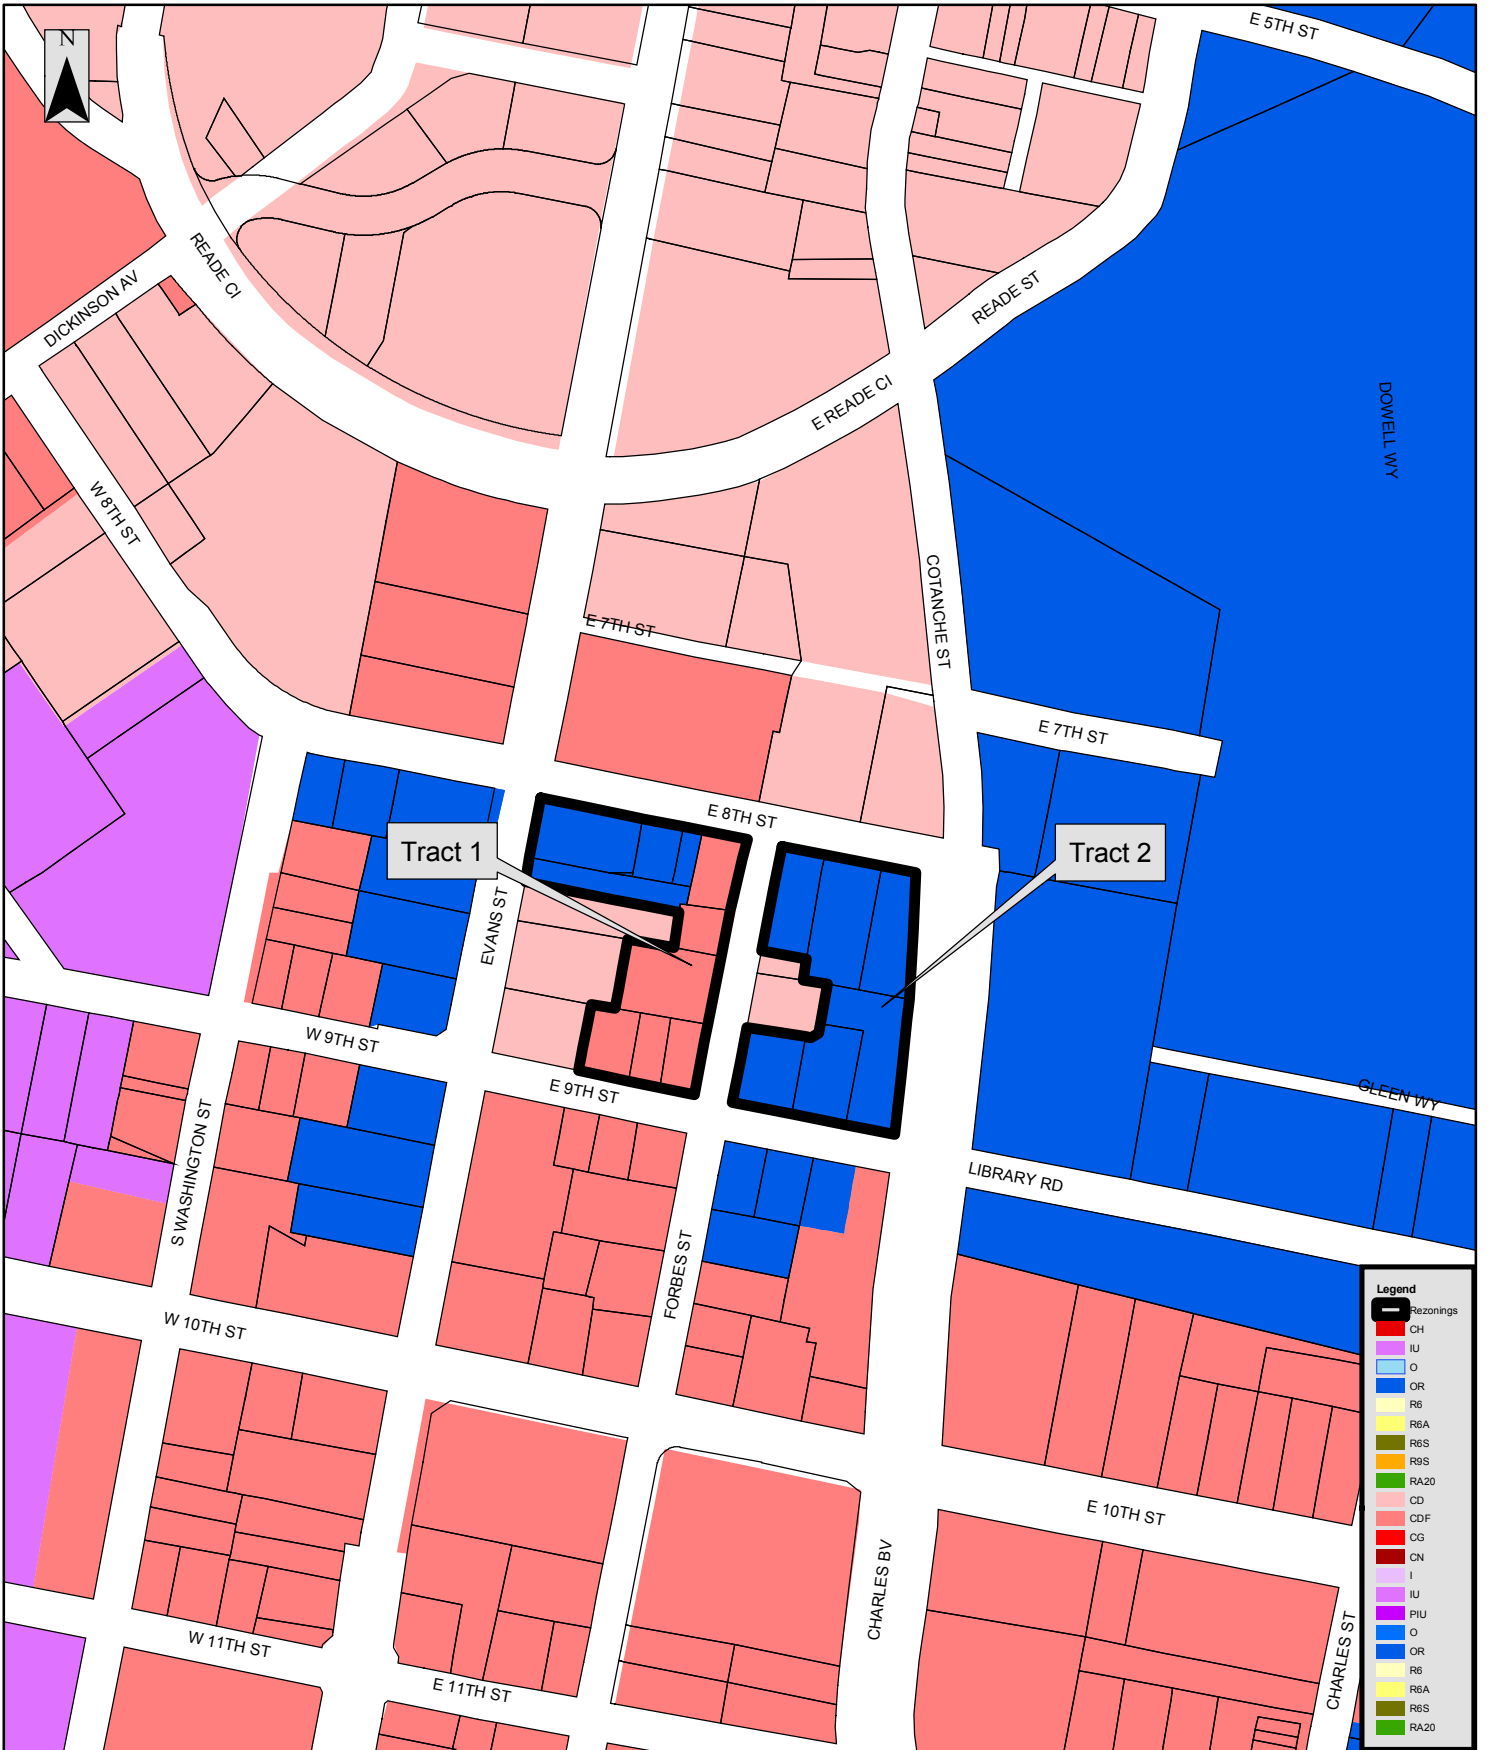 N
E 5TH ST
READE CI
DICKINSON AV
READE ST
E READE CI
DOWELL WY
W 8TH ST
COTANCHE ST
E 7TH ST
E 7TH ST
E 8TH ST
Tract 1
Tract 2
EVANS ST
W 9TH ST
E 9TH ST
GLEEN WY
S WASHINGTON ST
LIBRARY RD
FORBES ST
W 10TH ST
E 10TH ST
CHARLES BV
W 11TH ST
E 11TH ST
CHARLES ST
Legend
Rezonings
CH
IU
O
OR
R6
R6A
R6S
R9S
RA20
CD
CDF
CG
CN
I
IU
PIU
O
OR
R6
R6A
R6S
RA20